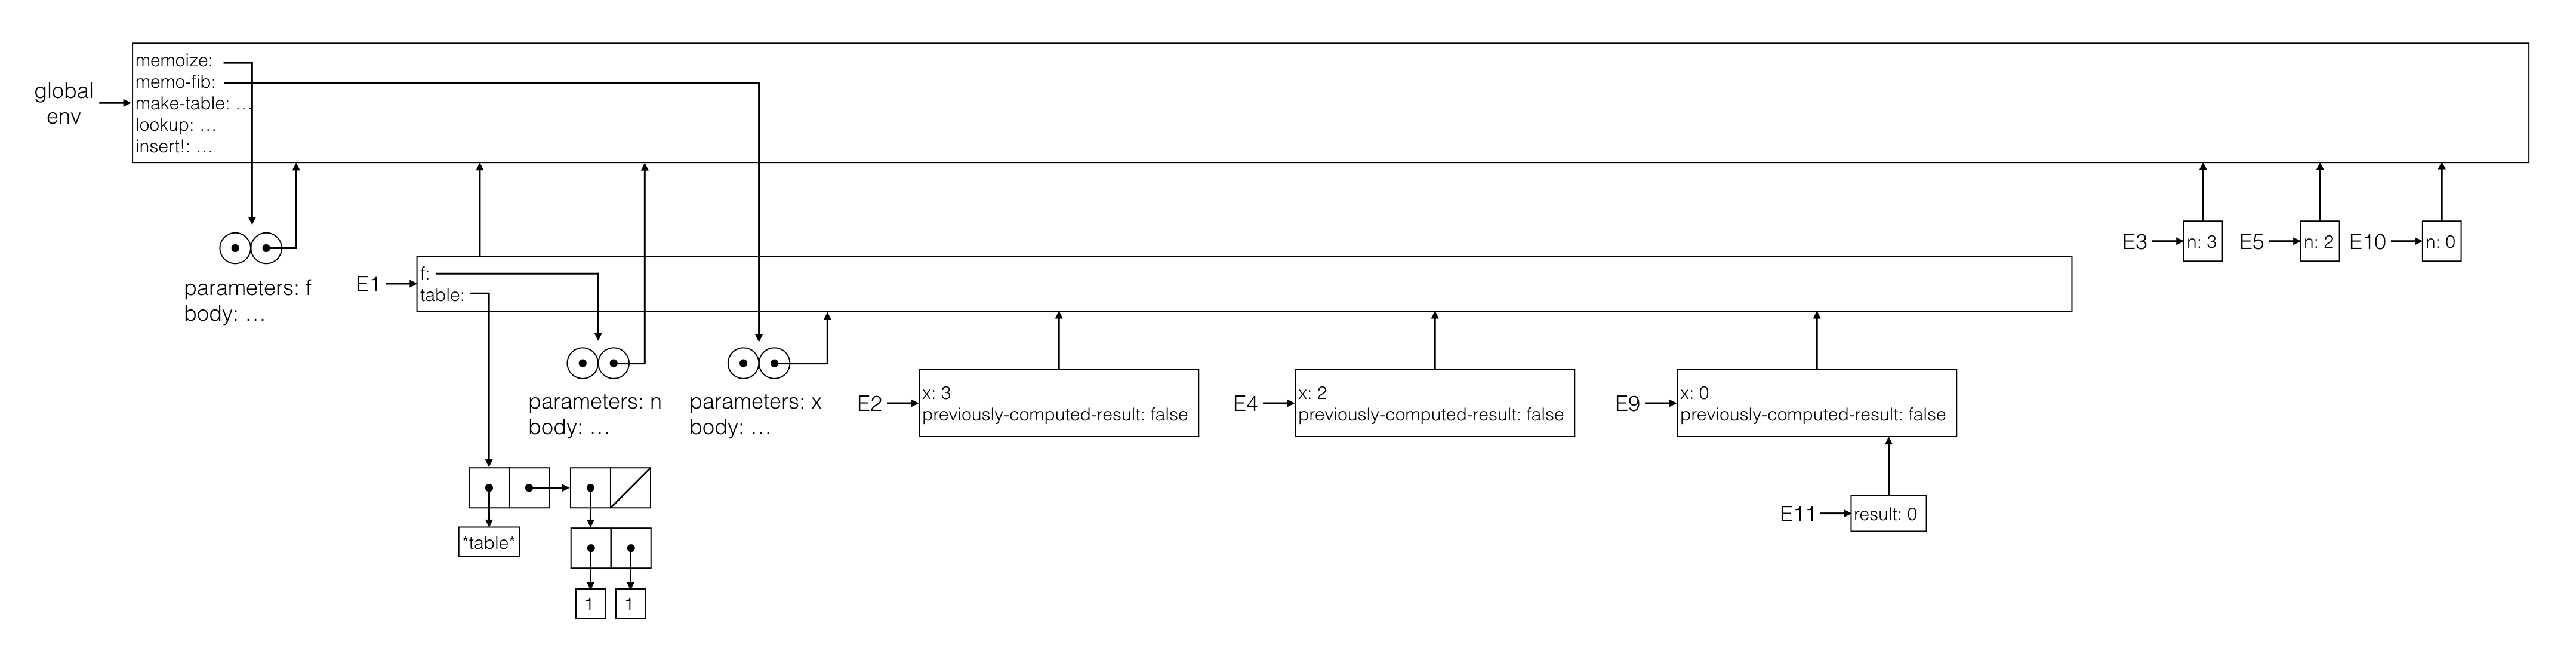 memoize:
memo-fib:
make-table: ...
lookup: ...
insert!: ...
global
env
parameters: f
body: ...
E1
f:
table:
E3
n: 3
E5
n: 2
E10
n: 0
parameters: n
body: ...
parameters: x
body: ...
E2
x: 3
previously-computed-result: false
E4
x: 2
previously-computed-result: false
E9
x: 0
previously-computed-result: false
E11
result: 0
*table*
1
1